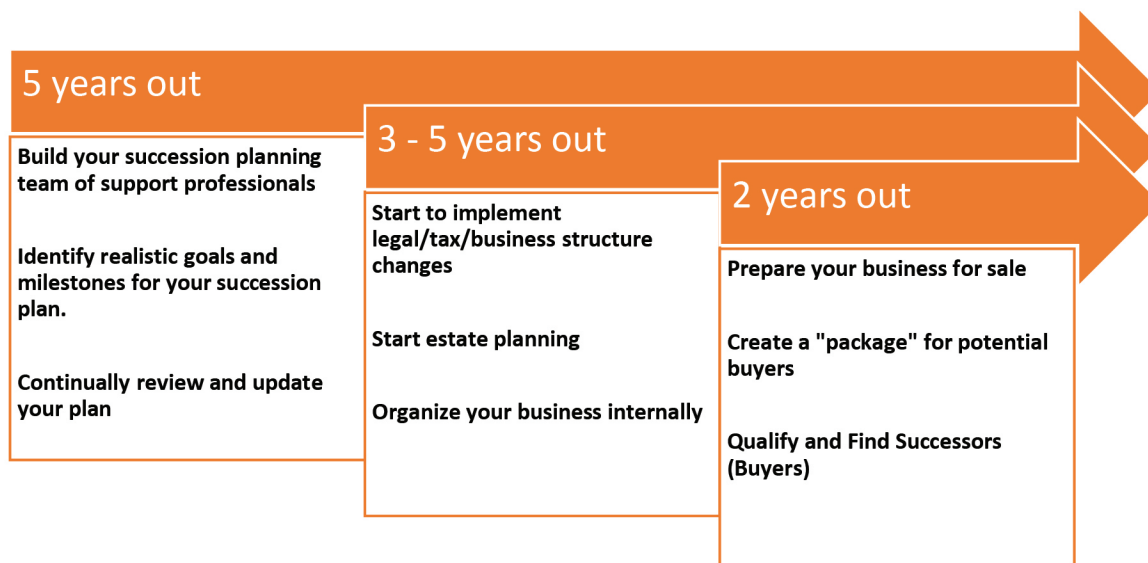 5 years out
Build your succession planning
team of support professionals
Identify realistic goals and
milestones for your succession
plan.
Continually review and update
your plan
3 - 5 years out
Start to implement
legal/tax/business structure
changes
Start estate planning
Organize your business internally
2 years out
Prepare your business for sale
Create a "package" for potential
buyers
Qualify and Find Successors
(Buyers)